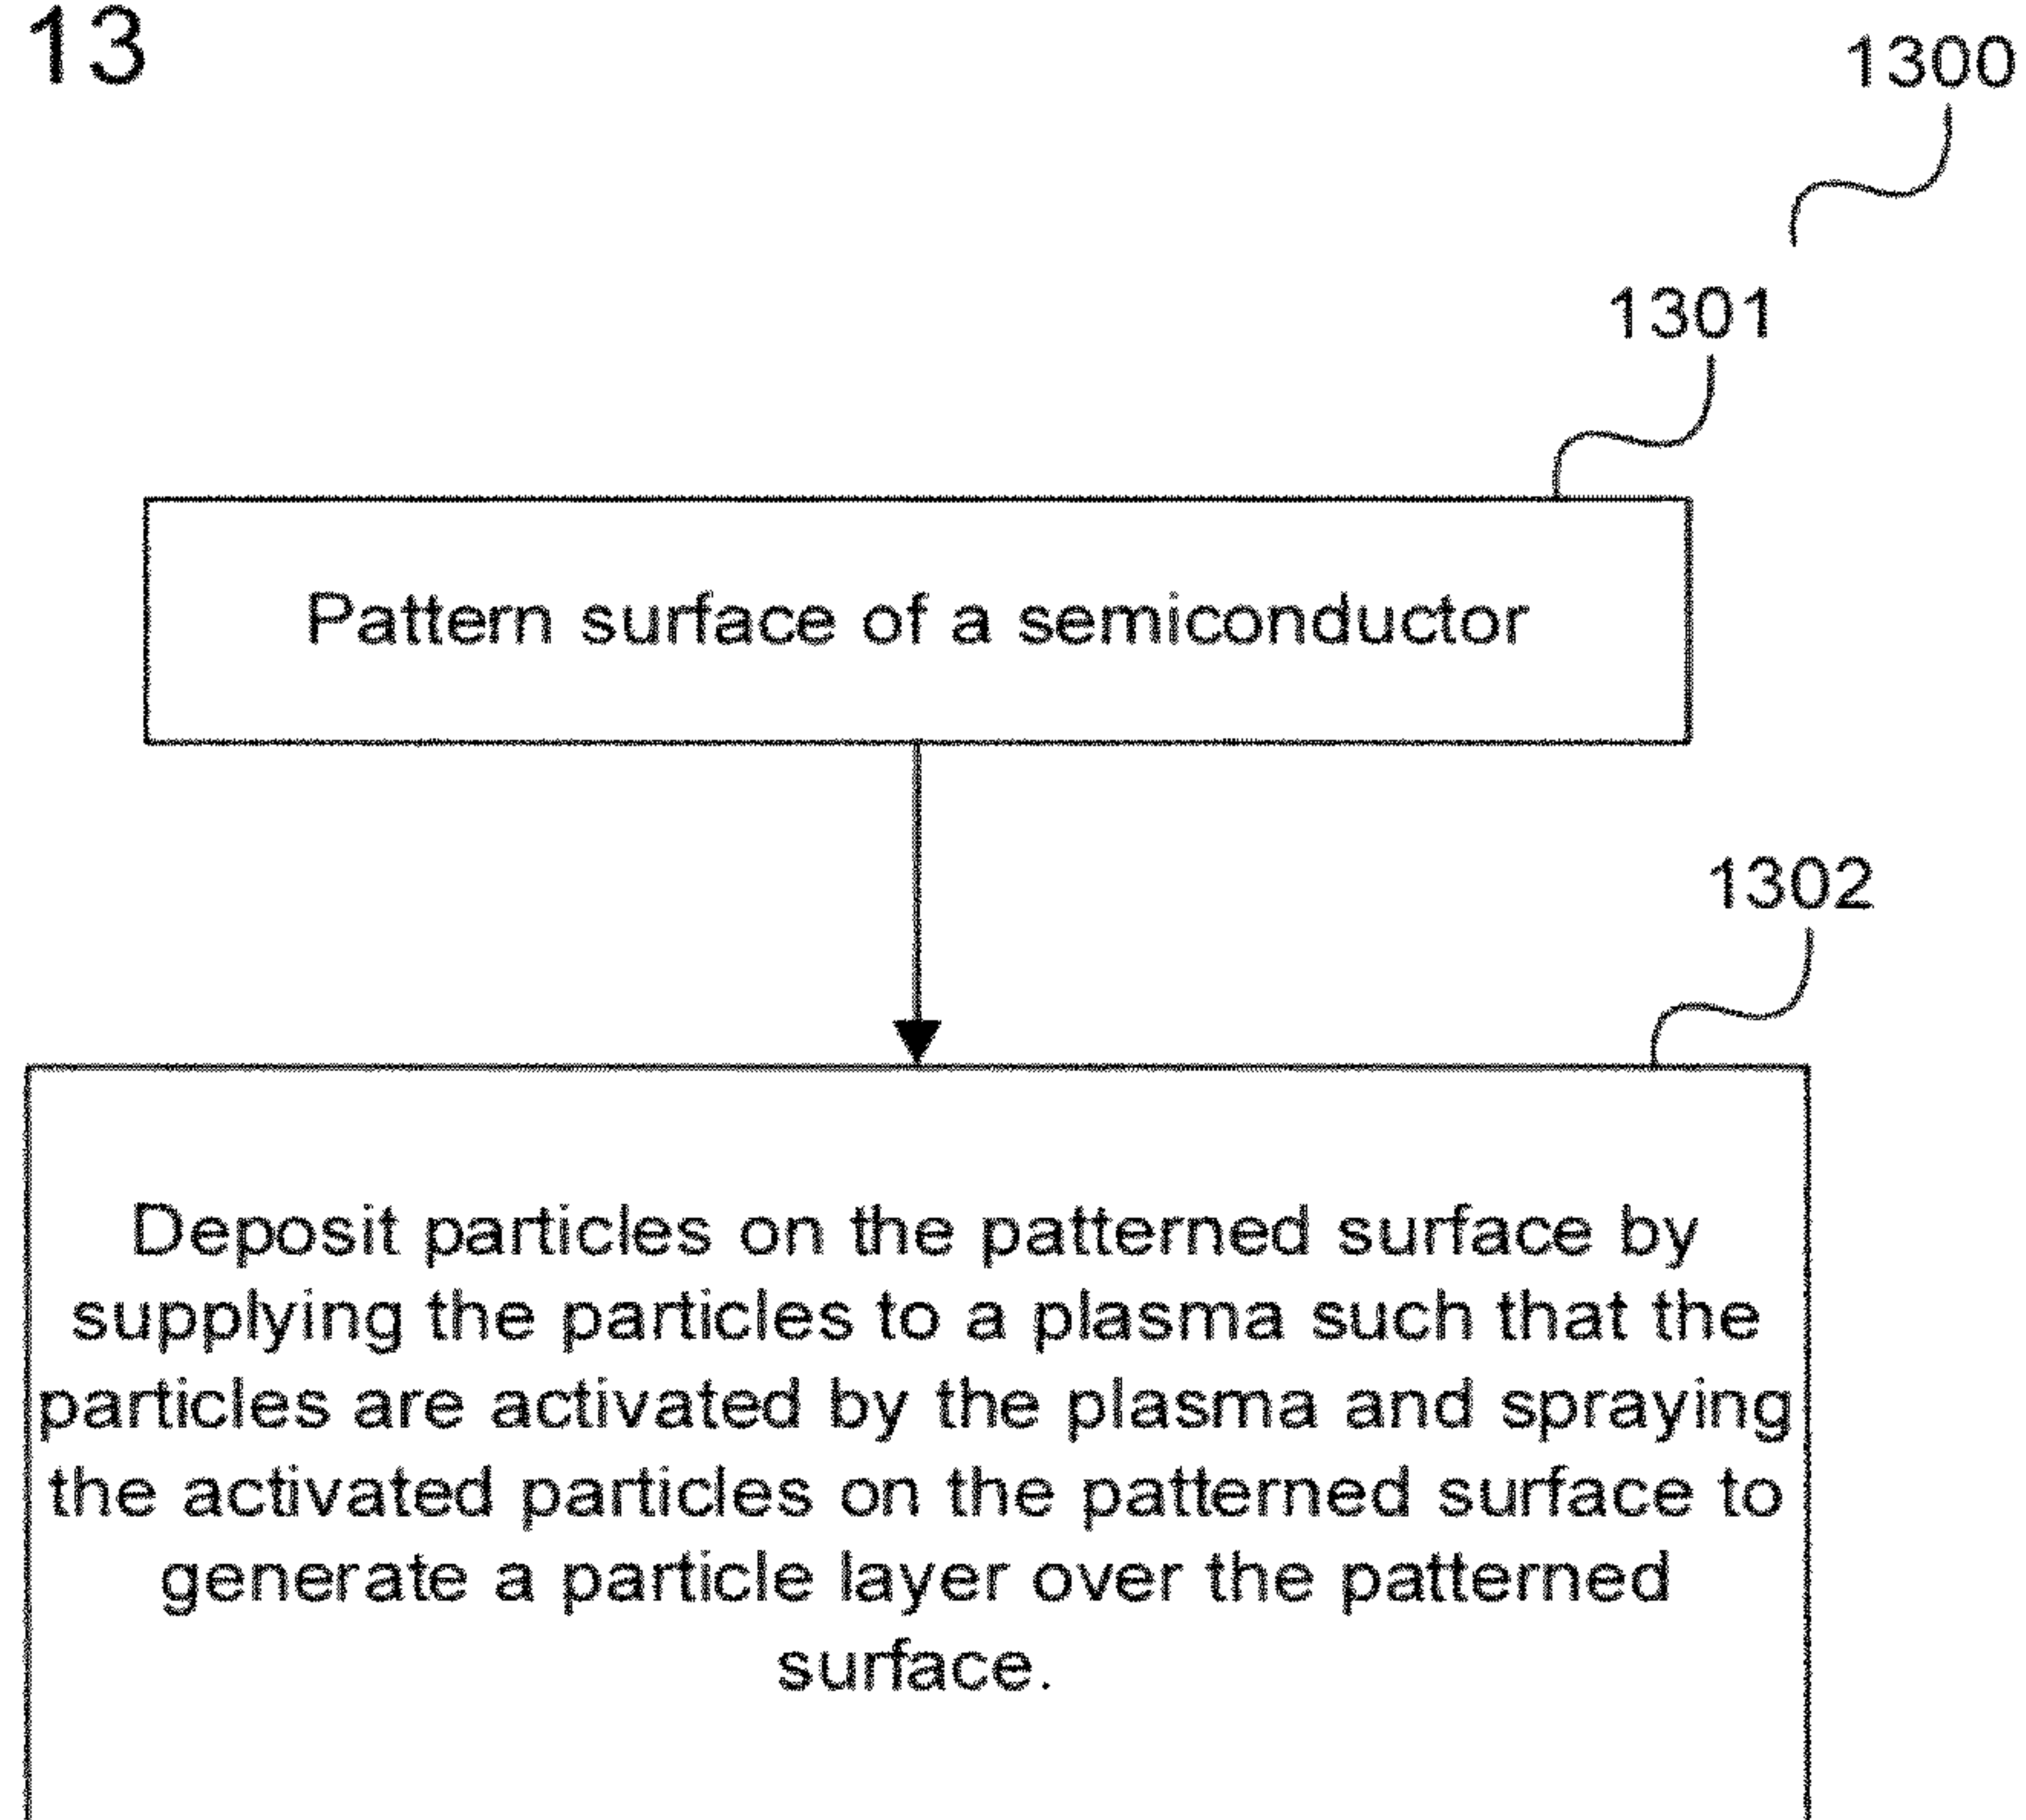 13
1300
1301
Pattern surface of a semiconductor
1302
Deposit particles on the patterned surface by
supplying the particles to a plasma such that the
particles are activated by the plasma and spraying
the activated particles on the patterned surface to
generate a particle layer over the patterned
surface.